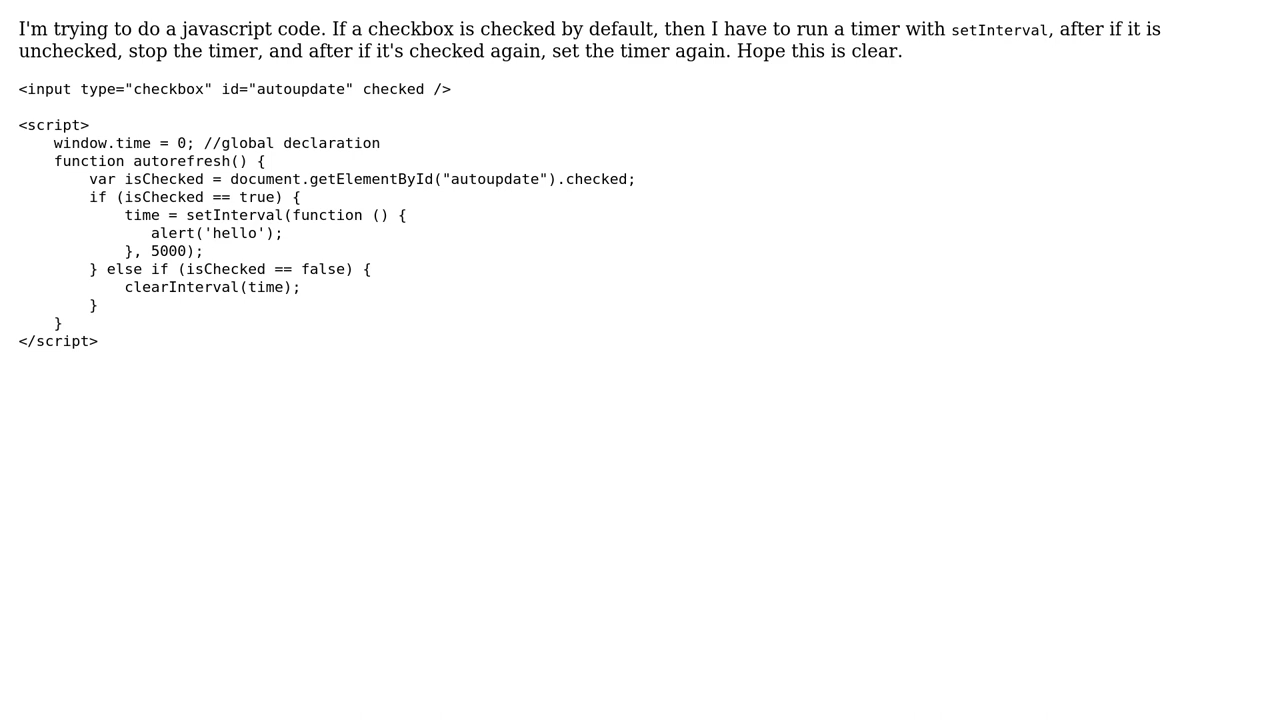 I'm trying to do a javascript code. If a checkbox is checked by default, then I have to run a timer with setInterval, after if it is
unchecked, stop the timer, and after if it's checked again, set the timer again. Hope this is clear.
<input type="checkbox" id="autoupdate" checked />
<script>
    window.time = 0; //global declaration
    function autorefresh() {
        var isChecked = document.getElementById("autoupdate").checked;
        if (isChecked == true) {
            time = setInterval(function () {
               alert('hello');
            }, 5000);
        } else if (isChecked == false) {
            clearInterval(time);
        }
    }
</script>